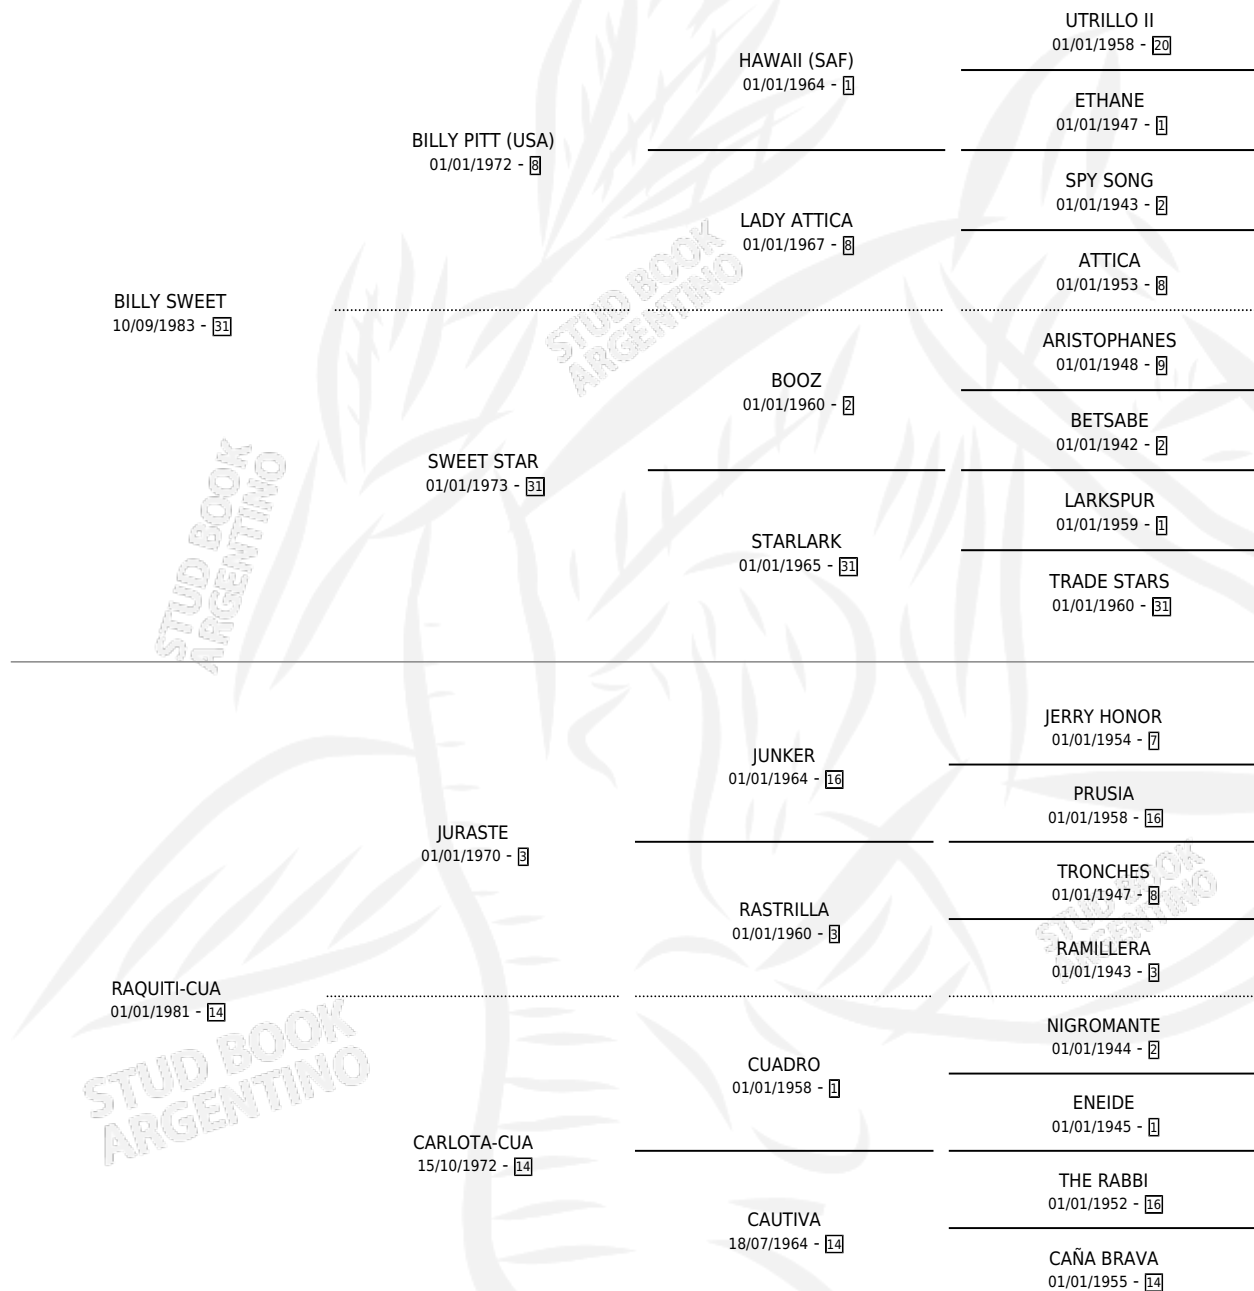 UTRILLO II
01/01/1958 - 20
HAWAII (SAF)
01/01/1964 - 1
ETHANE
01/01/1947 - 1
BILLY PITT (USA)
01/01/1972 - 8
SPY SONG
01/01/1943 - 2
LADY ATTICA
01/01/1967 - 8
ATTICA
01/01/1953 - 8
BILLY SWEET
10/09/1983 - 31
STUD BOOK
ARGENTINO
ARISTOPHANES
01/01/1948 - 9
BOOZ
01/01/1960 - 2
BETSABE
01/01/1942 - 2
SWEET STAR
01/01/1973 - 31
LARKSPUR
01/01/1959 - 1
STARLARK
01/01/1965 - 31
TRADE STARS
01/01/1960 - 31
STUD BOOK
ARGENTINO
JERRY HONOR
01/01/1954 - 7
JUNKER
01/01/1964 - 16
PRUSIA
01/01/1958 - 16
JURASTE
01/01/1970 - 3
TRONCHES
01/01/1947 - 8
RASTRILLA
01/01/1960 - 3
RAMILLERA
01/01/1943 - 3
STUD BOOK
ARGENTINO
RAQUITI-CUA
01/01/1981 - 14
NIGROMANTE
01/01/1944 - 2
CUADRO
01/01/1958 - 1
ENEIDE
01/01/1945 - 1
STUD BOOK
ARGENTINO
CARLOTA-CUA
15/10/1972 - 14
THE RABBI
01/01/1952 - 16
CAUTIVA
18/07/1964 - 14
CAÑA BRAVA
01/01/1955 - 14